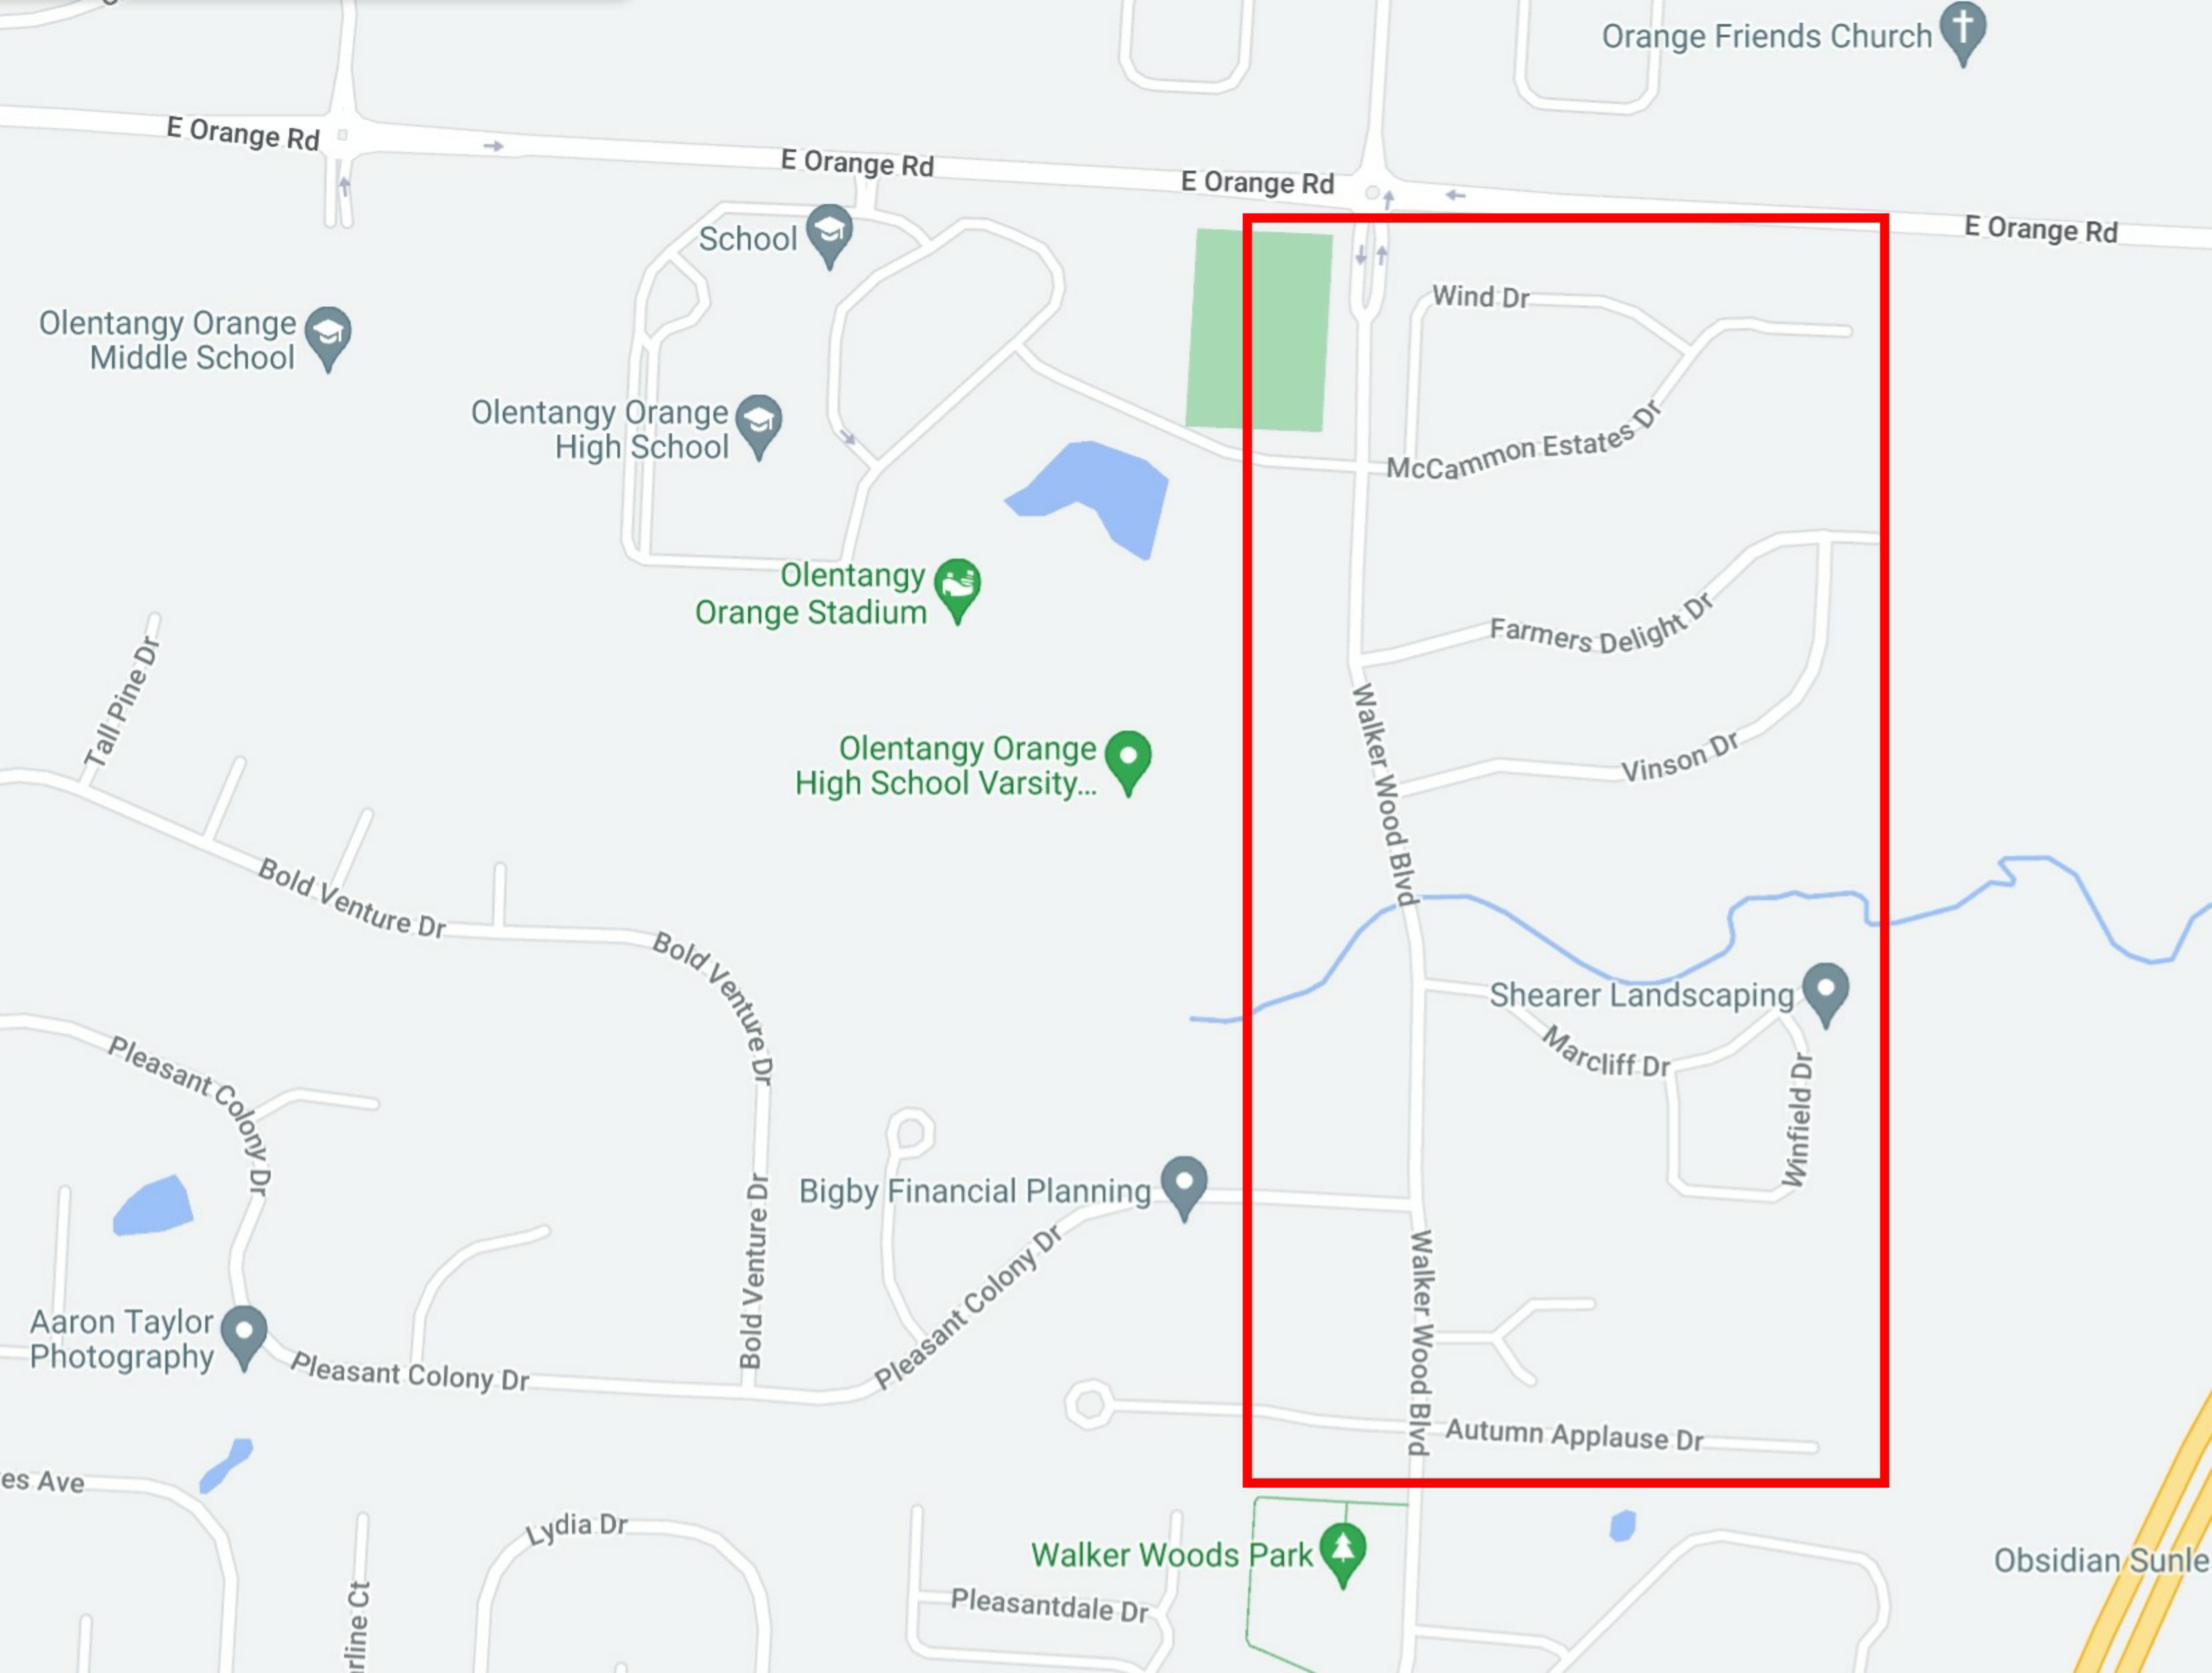 Orange Friends Church
E Orange Rd
E Orange Rd
E Orange Rd
E Orange Rd
School
Wind Dr
Olentangy Orange
Middle School
Olentangy Orange
High School
McCammon Estates Dr
Olentangy
Orange Stadium
Farmers Delight Dr
Tall Pine Dr
Walker Wood Blvd
Olentangy Orange
High School Varsity...
Vinson Dr
Bold Venture Dr
Bold Venture Dr
Shearer Landscaping
Marcliff Dr
Winfield Dr
Pleasant Colony Dr
Bigby Financial Planning
Bold Venture Dr
Pleasant Colony Dr
Walker Wood Blvd
Aaron Taylor
Photography
Pleasant Colony Dr
Autumn Applause Dr
es Ave
Lydia Dr
Walker Woods Park
Obsidian Sunle
Pleasantdale Dr
rline Ct